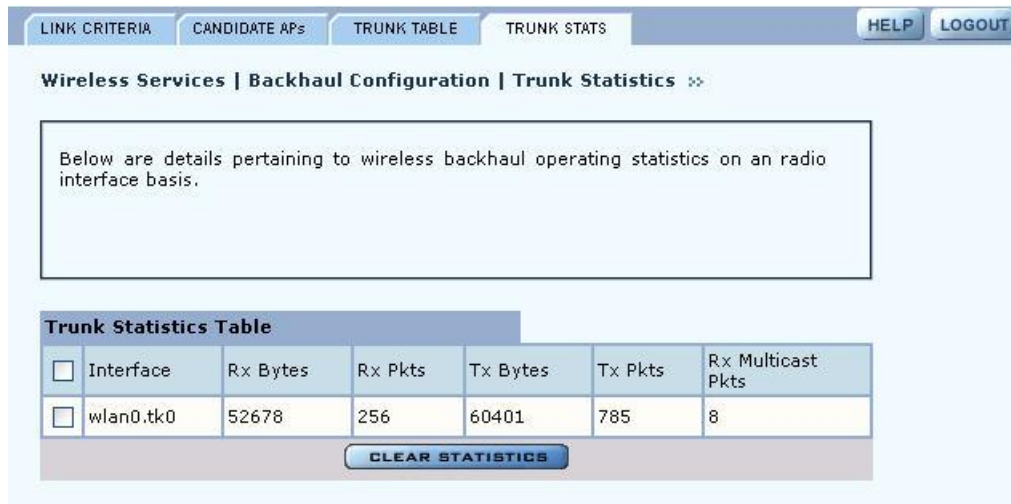 LINK CRITERIA CANDIDATE APs TRUNK TABLE TRUNK STATS HELP LOGOUT
Wireless Services | Backhaul Configuration | Trunk Statistics »
Below are details pertaining to wireless backhaul operating statistics on an radio
interface basis.
Trunk Statistics Table
Interface Rx Bytes Rx Pkts Tx Bytes Tx Pkts Rx Multicast
Pkts
wlan0.tk0 52678 256 60401 785 8
CLEAR STATISTICS